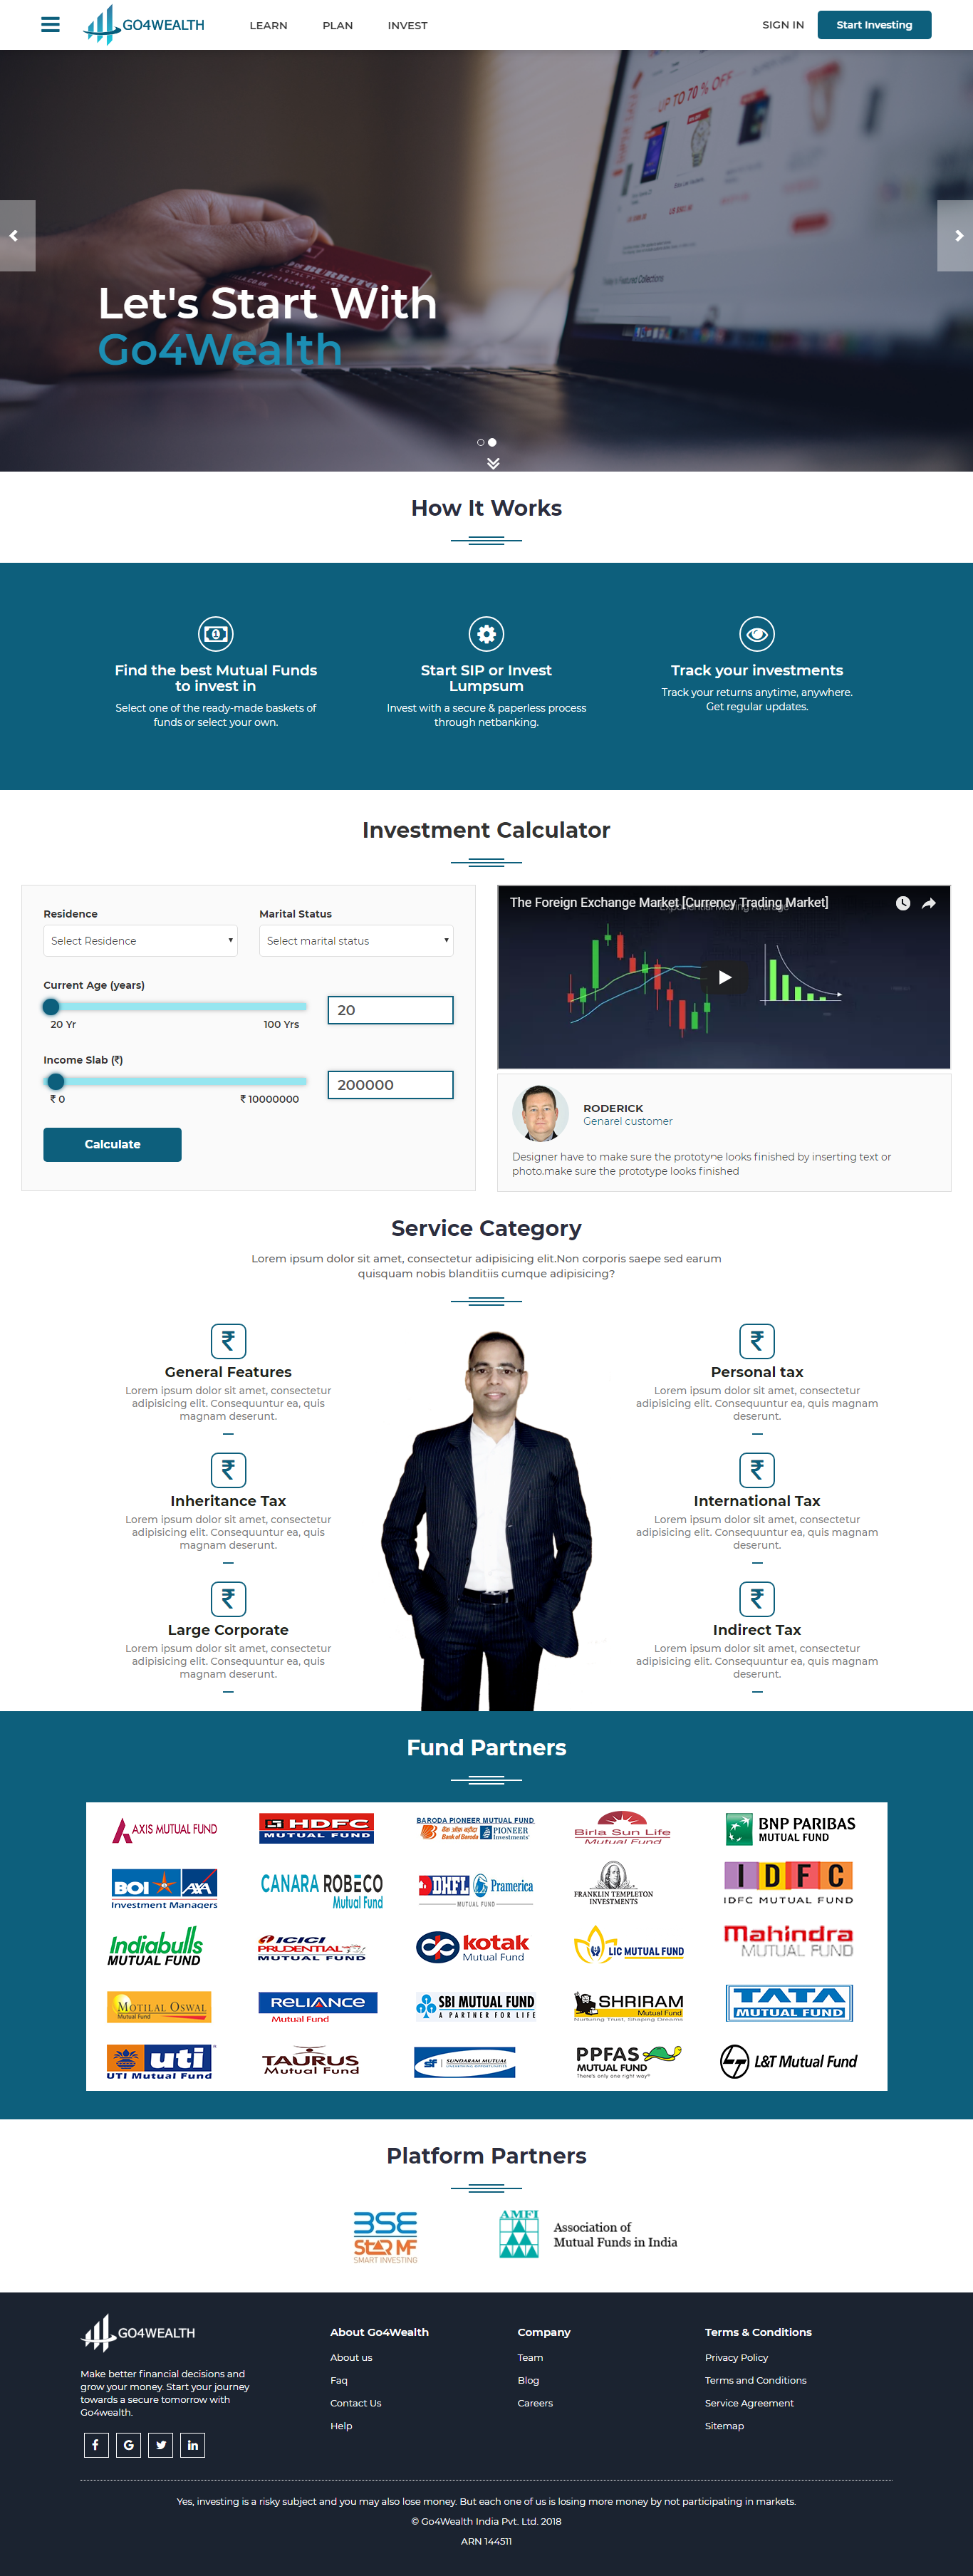 GO4WEALTH
LEARN
PLAN
INVEST
SIGN IN
Start Investing
UP TO 70% OFF
Let's Start With
Go4Wealth
How It Works
Find the best Mutual Funds
to invest in
Select one of the ready-made baskets of
funds or select your own.
Start SIP or Invest
Lumpsum
Invest with a secure & paperless process
through netbanking.
Track your investments
Track your returns anytime, anywhere.
Get regular updates.
Investment Calculator
Residence
Marital Status
Select Residence
Select marital status
Current Age (years)
20
20 Yr
100 Yrs
Income Slab (₹)
200000
₹ 0
₹ 10000000
Calculate
The Foreign Exchange Market [Currency Trading Market]
Exponential Moving Average
RODERICK
Genarel customer
Designer have to make sure the prototype looks finished by inserting text or
photo.make sure the prototype looks finished
Service Category
Lorem ipsum dolor sit amet, consectetur adipisicing elit.Non corporis saepe sed earum
quisquam nobis blanditiis cumque adipisicing?
General Features
Lorem ipsum dolor sit amet, consectetur
adipisicing elit. Consequuntur ea, quis
magnam deserunt.
Personal tax
Lorem ipsum dolor sit amet, consectetur
adipisicing elit. Consequuntur ea, quis magnam
deserunt.
Inheritance Tax
Lorem ipsum dolor sit amet, consectetur
adipisicing elit. Consequuntur ea, quis
magnam deserunt.
International Tax
Lorem ipsum dolor sit amet, consectetur
adipisicing elit. Consequuntur ea, quis magnam
deserunt.
Large Corporate
Lorem ipsum dolor sit amet, consectetur
adipisicing elit. Consequuntur ea, quis
magnam deserunt.
Indirect Tax
Lorem ipsum dolor sit amet, consectetur
adipisicing elit. Consequuntur ea, quis magnam
deserunt.
Fund Partners
AXIS MUTUAL FUND
HDFC
MUTUAL FUND
BARODA PIONEER MUTUAL FUND
Bank of Baroda
PIONEER
Investments
Birla Sun Life
Mutual Fund
BNP PARIBAS
MUTUAL FUND
BOI AXA
Investment Managers
CANARA ROBECO
Mutual Fund
DHFL Pramerica
MUTUAL FUND
FRANKLIN TEMPLETON
INVESTMENTS
IDFC
IDFC MUTUAL FUND
Indiabulls
MUTUAL FUND
ICICI
PRUDENTIAL
MUTUAL FUND
kotak
Mutual Fund
LIC MUTUAL FUND
Mahindra
MUTUAL FUND
MOTILAL OSWAL
Mutual Fund
RELIANCE
Mutual Fund
SBI MUTUAL FUND
A PARTNER FOR LIFE
SHRIRAM
Mutual Fund
Nurturing Trust, Shaping Dreams
TATA
MUTUAL FUND
uti
UTI Mutual Fund
TAURUS
Mutual Fund
SUNDARAM MUTUAL
PPFAS
MUTUAL FUND
There's only one right way®
L&T Mutual Fund
Platform Partners
BSE
StAR MF
SMART INVESTING
AMFI
Association of
Mutual Funds in India
GO4WEALTH
Make better financial decisions and
grow your money. Start your journey
towards a secure tomorrow with
Go4wealth.
About Go4Wealth
About us
Faq
Contact Us
Help
Company
Team
Blog
Careers
Terms & Conditions
Privacy Policy
Terms and Conditions
Service Agreement
Sitemap
Yes, investing is a risky subject and you may also lose money. But each one of us is losing more money by not participating in markets.
© Go4Wealth India Pvt. Ltd. 2018
ARN 144511